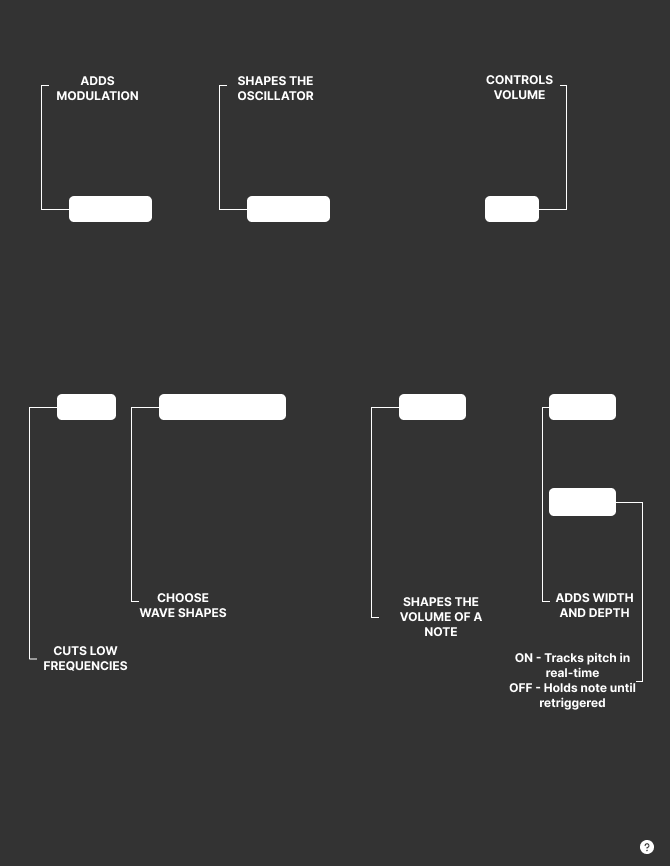 ADDS
MODULATION
SHAPES THE
OSCILLATOR
CONTROLS
VOLUME
CHOOSE
WAVE SHAPES
SHAPES THE
VOLUME OF A
NOTE
ADDS WIDTH
AND DEPTH
CUTS LOW
FREQUENCIES
ON - Tracks pitch in
real-time
OFF - Holds note until
retriggered
?